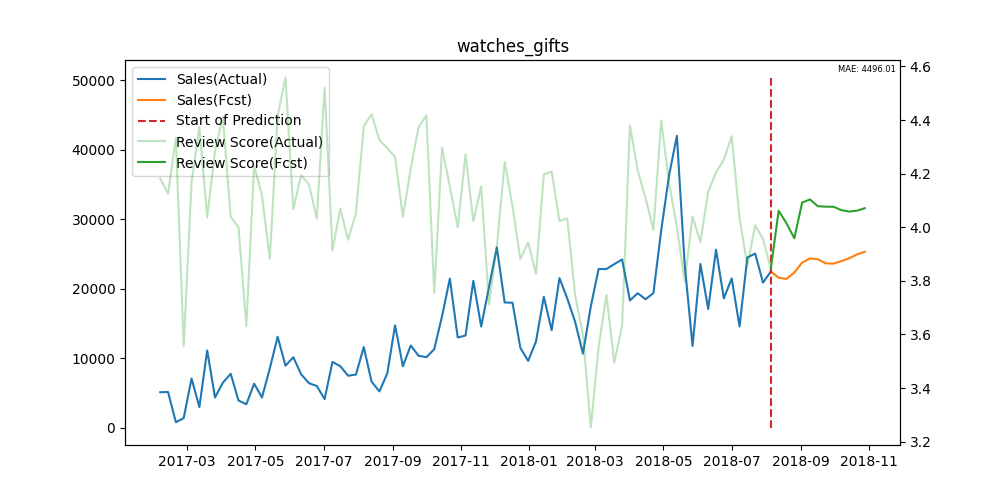 watches_gifts
MAE: 4496.01
Sales(Actual)
Sales(Fcst)
Start of Prediction
Review Score(Actual)
Review Score(Fcst)
50000
40000
30000
20000
10000
0
4.6
4.4
4.2
4.0
3.8
3.6
3.4
3.2
2017-03 2017-05 2017-07 2017-09 2017-11 2018-01 2018-03 2018-05 2018-07 2018-09 2018-11